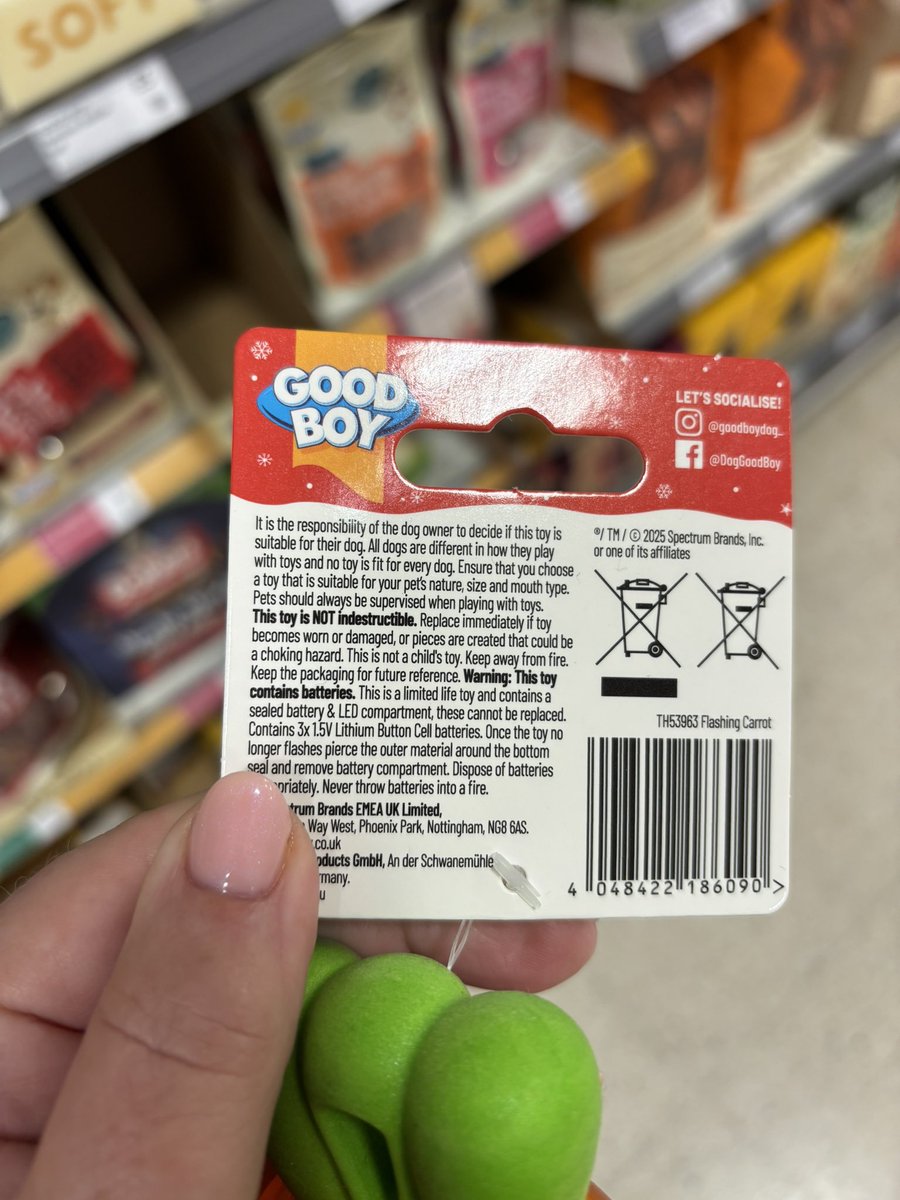 SOFT
GOOD
BOY
LET'S SOCIALISE!
@goodboydog_
@DogGoodBoy
It is the responsibility of the dog owner to decide if this toy is
suitable for their dog. All dogs are different in how they play
with toys and no toy is fit for every dog. Ensure that you choose
a toy that is suitable for your pet's nature, size and mouth type.
Pets should always be supervised when playing with toys.
This toy is NOT indestructible. Replace immediately if toy
becomes worn or damaged, or pieces are created that could be
a choking hazard. This is not a child's toy. Keep away from fire.
Keep the packaging for future reference. Warning: This toy
contains batteries. This is a limited life toy and contains a
sealed battery & LED compartment, these cannot be replaced.
Contains 3x 1.5V Lithium Button Cell batteries. Once the toy no
longer flashes pierce the outer material around the bottom
seal and remove battery compartment. Dispose of batteries
opriately. Never throw batteries into a fire.
ctrum Brands EMEA UK Limited,
Way West, Phoenix Park, Nottingham, NG8 6AS.
.co.uk
oducts GmbH, An der Schwanemühle
rmany.
u
®/ TM / © 2025 Spectrum Brands, Inc.
or one of its affiliates
TH53963 Flashing Carrot
4 048422 186090 >